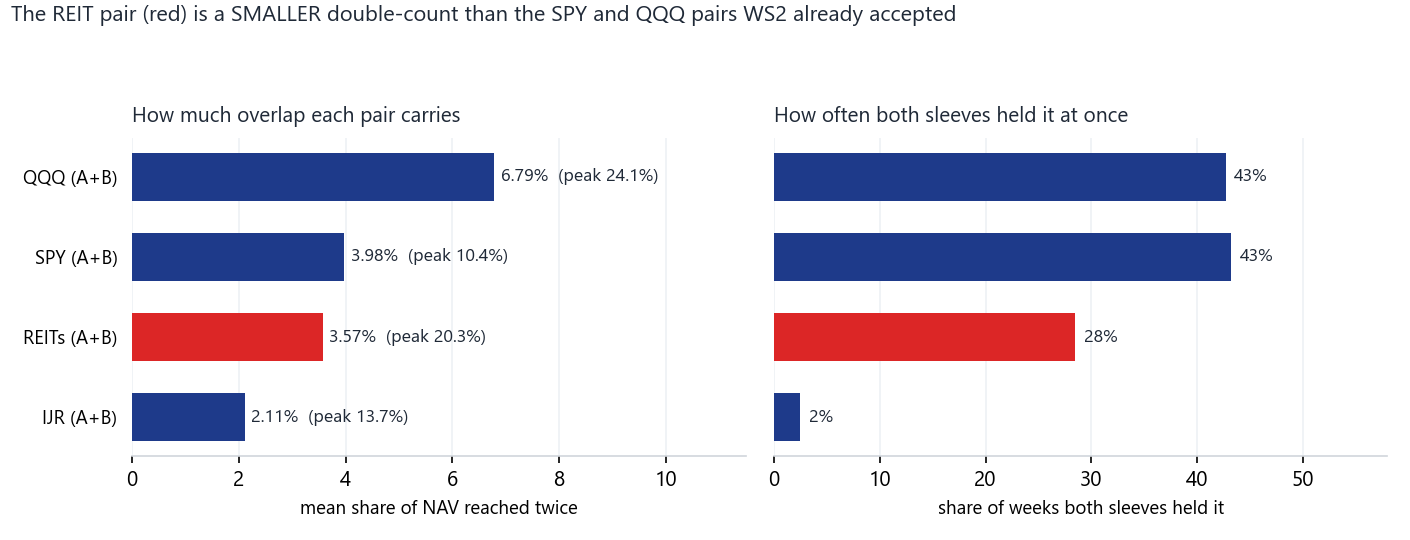 The REIT pair (red) is a SMALLER double-count than the SPY and QQQ pairs WS2 already accepted
How much overlap each pair carries
QQQ (A+B)
6.79%  (peak 24.1%)
SPY (A+B)
3.98%  (peak 10.4%)
REITs (A+B)
3.57%  (peak 20.3%)
IJR (A+B)
2.11%  (peak 13.7%)
0 2 4 6 8 10
mean share of NAV reached twice
How often both sleeves held it at once
43%
43%
28%
2%
0 10 20 30 40 50
share of weeks both sleeves held it